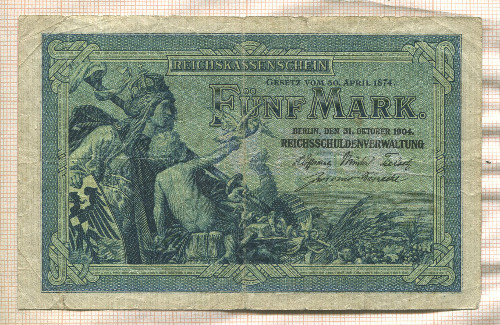 REICHSKASSENSCHEIN
GESETZ VOM 30. APRIL 1874
FÜNF MARK.
BERLIN, DEN 31. OKTOBER 1904.
REICHSSCHULDENVERWALTUNG